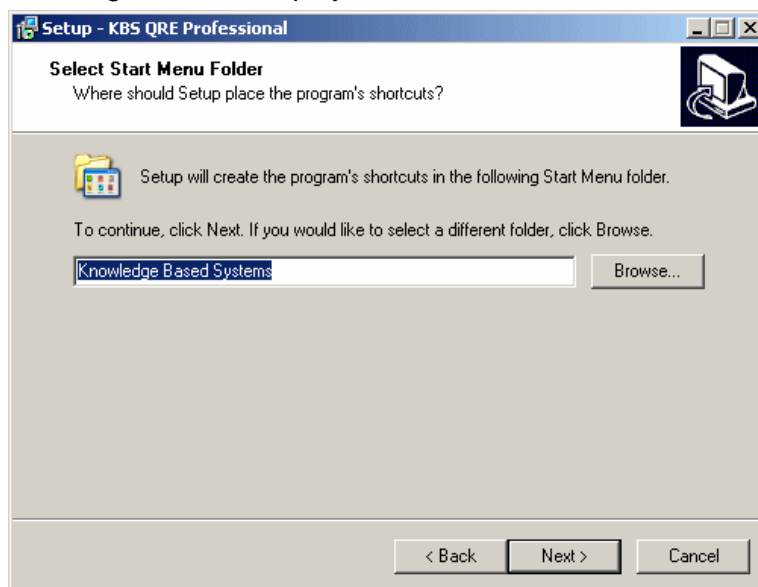 Setup - KBS QRE Professional
Select Start Menu Folder
Where should Setup place the program's shortcuts?
Setup will create the program's shortcuts in the following Start Menu folder.
To continue, click Next. If you would like to select a different folder, click Browse.
Knowledge Based Systems
Browse...
< Back
Next >
Cancel